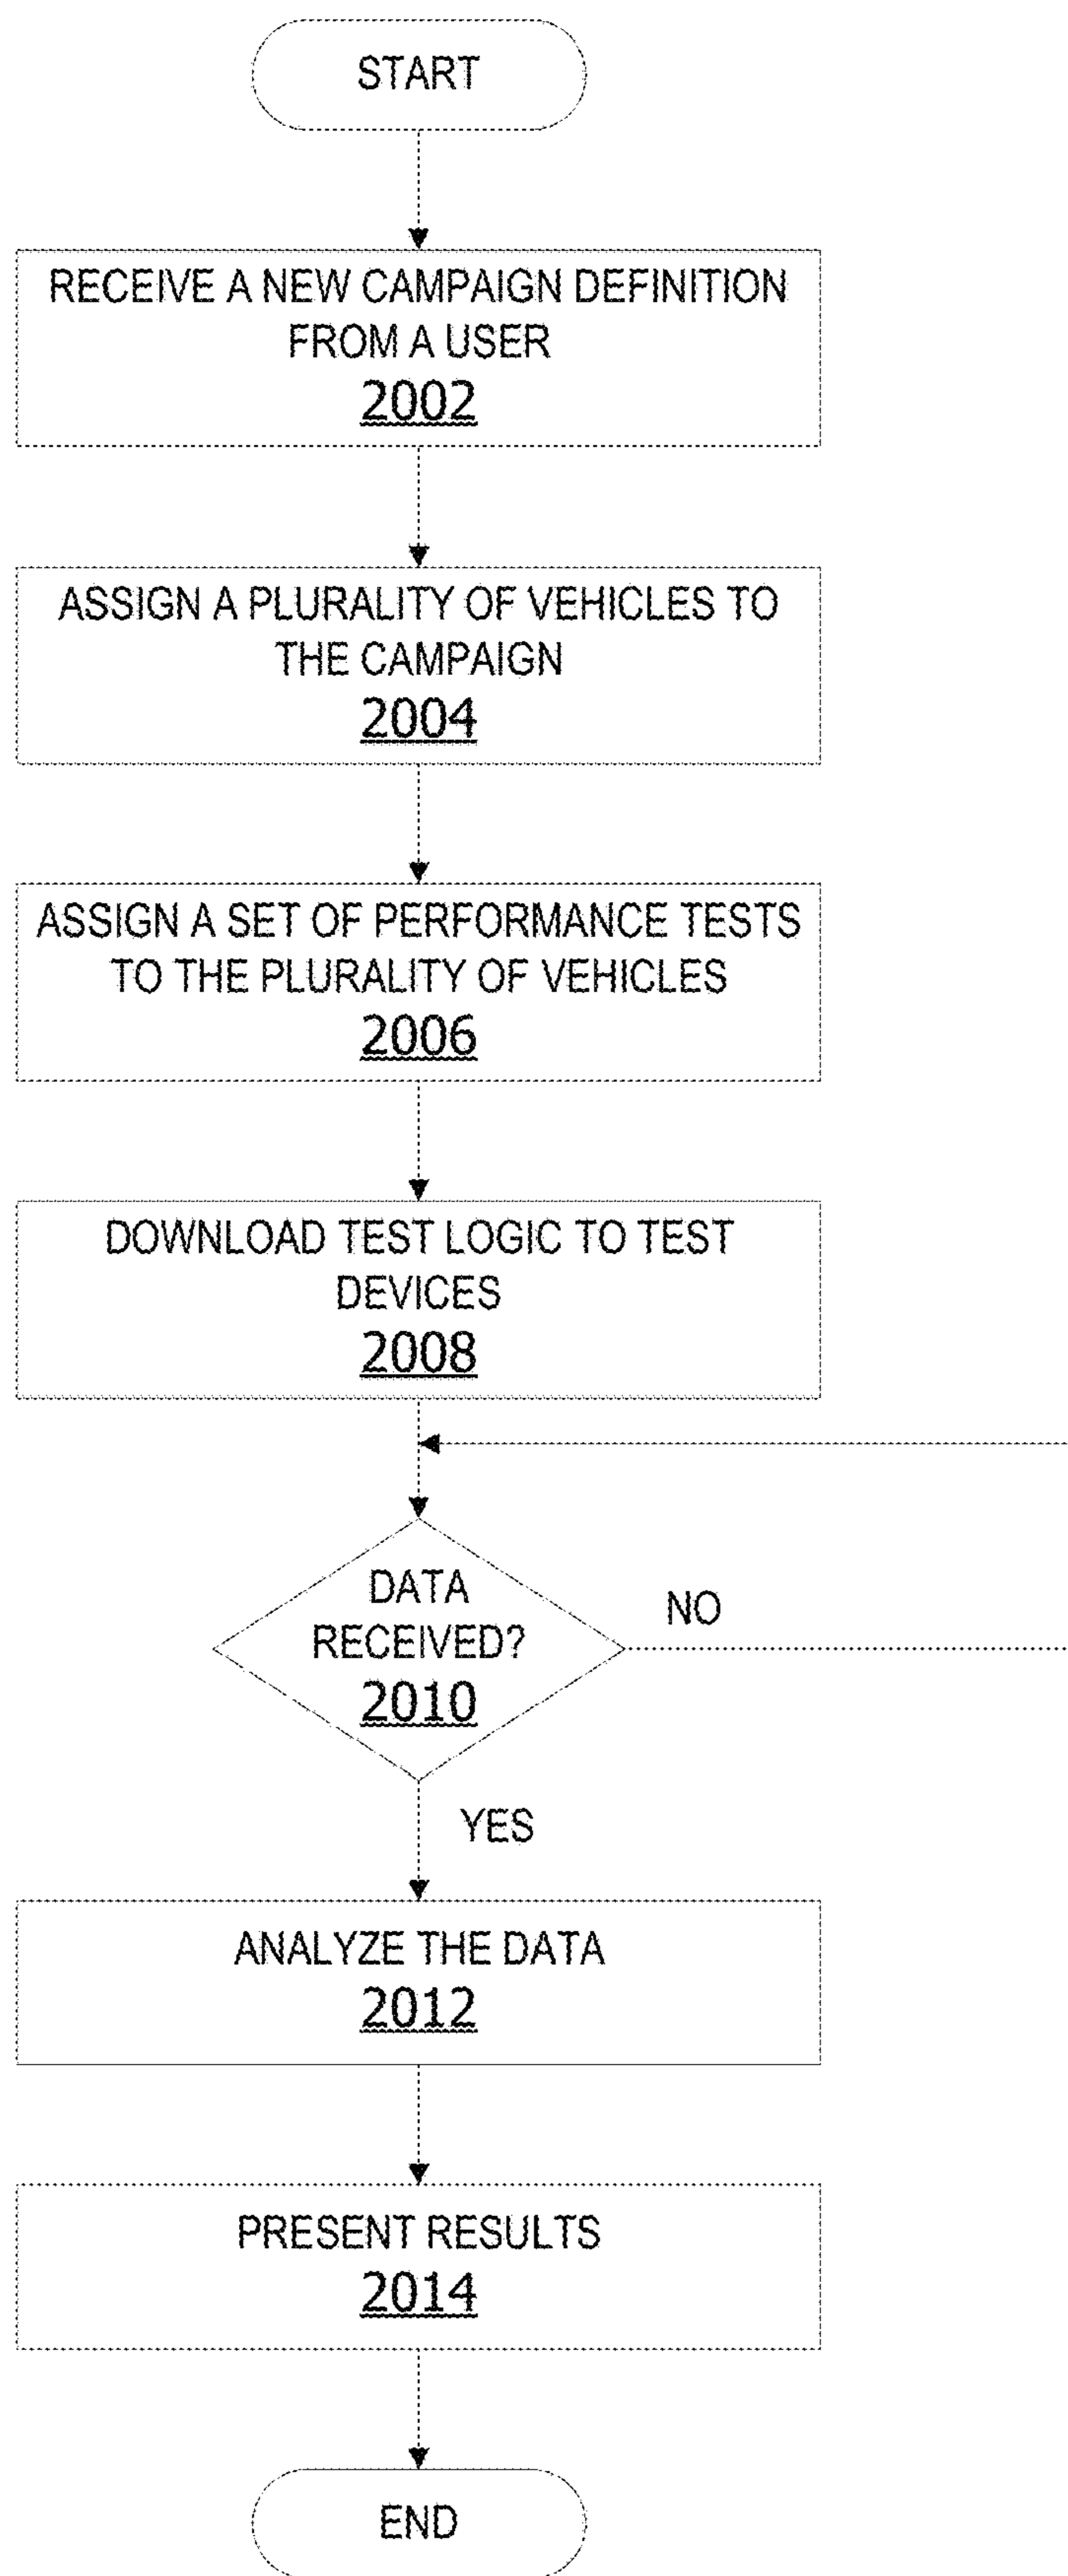 START
RECEIVE A NEW CAMPAIGN DEFINITION
FROM A USER
2002
ASSIGN A PLURALITY OF VEHICLES TO
THE CAMPAIGN
2004
ASSIGN A SET OF PERFORMANCE TESTS
TO THE PLURALITY OF VEHICLES
2006
DOWNLOAD TEST LOGIC TO TEST
DEVICES
2008
DATA
RECEIVED?
2010
NO
YES
ANALYZE THE DATA
2012
PRESENT RESULTS
2014
END